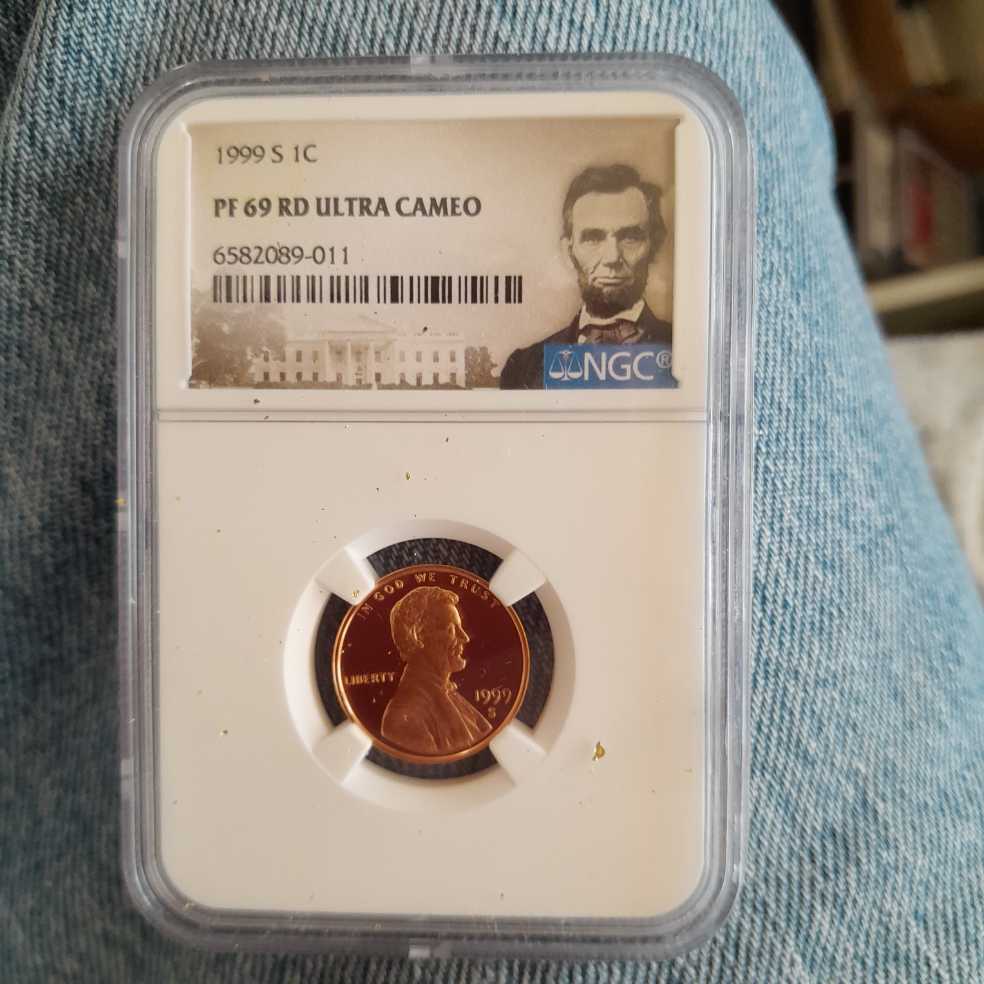 1999 S 1C
PF 69 RD ULTRA CAMEO
6582089-011
NGC®
IN GOD WE TRUST
LIBERTY
1999
S